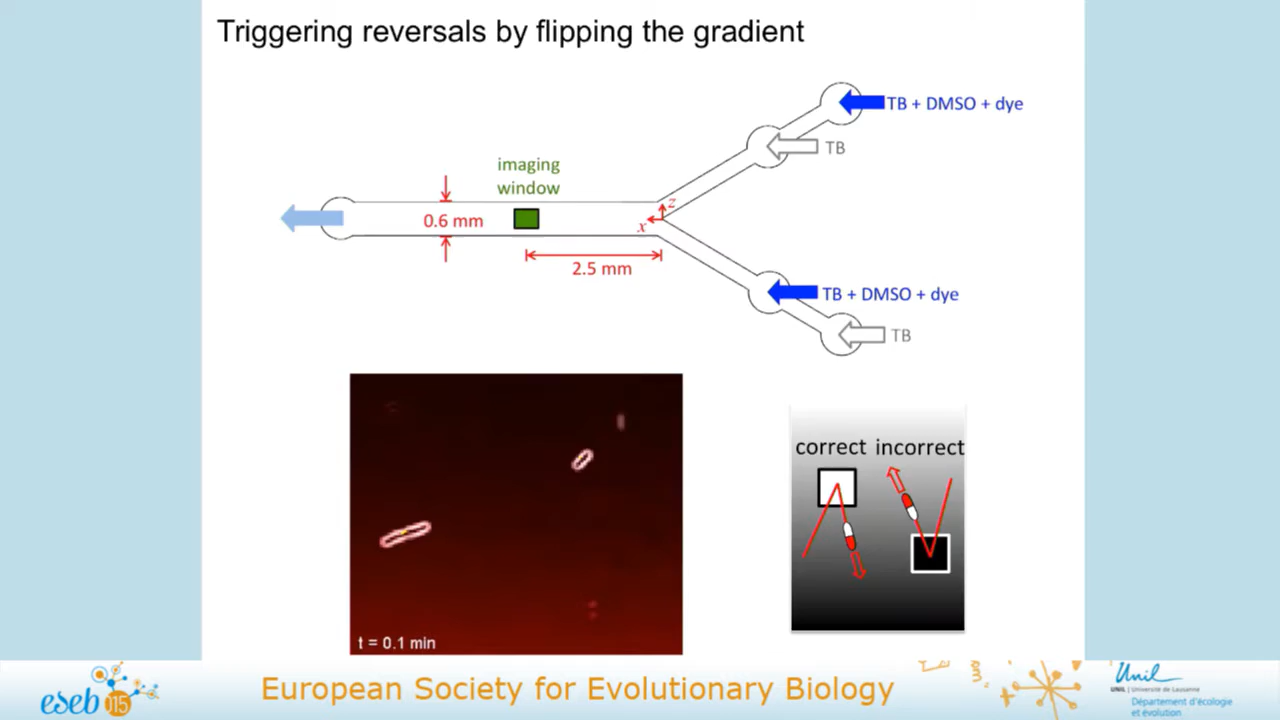 Triggering reversals by flipping the gradient
TB + DMSO + dye
TB
imaging
window
0.6 mm
z
x
2.5 mm
TB + DMSO + dye
TB
correct incorrect
t = 0.1 min
eseb 15
European Society for Evolutionary Biology
Unil
UNIL | Université de Lausanne
Département d'écologie
et évolution